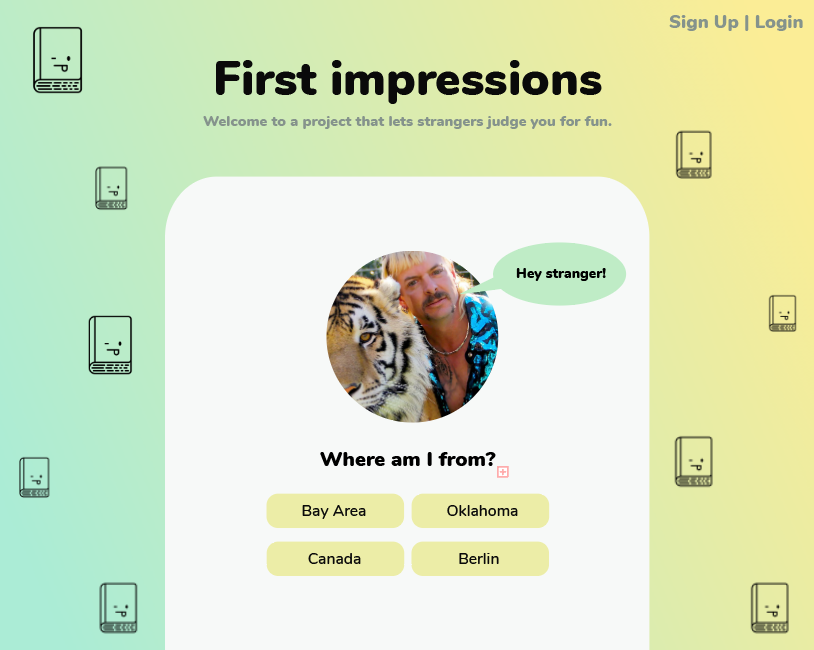 Sign Up | Login
First impressions
Welcome to a project that lets strangers judge you for fun.
Hey stranger!
Where am I from?
Bay Area
Oklahoma
Canada
Berlin